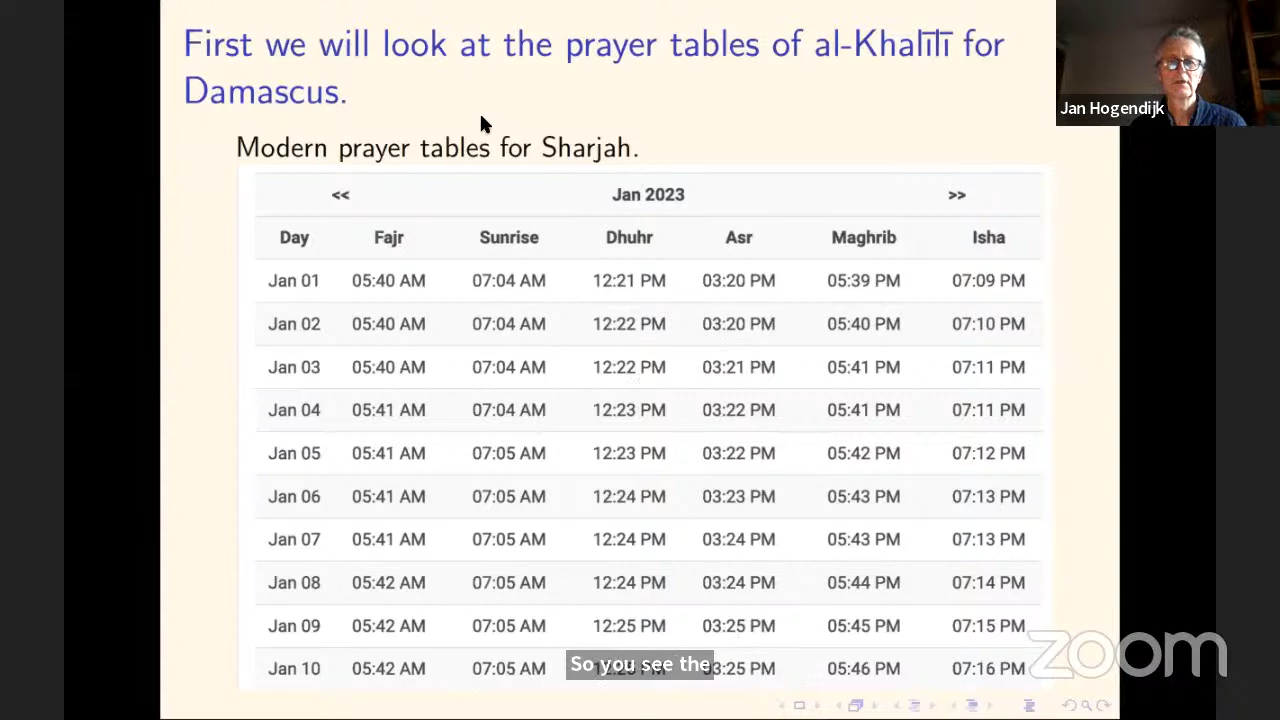 First we will look at the prayer tables of al-Khalīlī for
Damascus.
Jan Hogendijk
Modern prayer tables for Sharjah.
<< Jan 2023 >>
Day Fajr Sunrise Dhuhr Asr Maghrib Isha
Jan 01 05:40 AM 07:04 AM 12:21 PM 03:20 PM 05:39 PM 07:09 PM
Jan 02 05:40 AM 07:04 AM 12:22 PM 03:20 PM 05:40 PM 07:10 PM
Jan 03 05:40 AM 07:04 AM 12:22 PM 03:21 PM 05:41 PM 07:11 PM
Jan 04 05:41 AM 07:04 AM 12:23 PM 03:22 PM 05:41 PM 07:11 PM
Jan 05 05:41 AM 07:05 AM 12:23 PM 03:22 PM 05:42 PM 07:12 PM
Jan 06 05:41 AM 07:05 AM 12:24 PM 03:23 PM 05:43 PM 07:13 PM
Jan 07 05:41 AM 07:05 AM 12:24 PM 03:24 PM 05:43 PM 07:13 PM
Jan 08 05:42 AM 07:05 AM 12:24 PM 03:24 PM 05:44 PM 07:14 PM
Jan 09 05:42 AM 07:05 AM 12:25 PM 03:25 PM 05:45 PM 07:15 PM
Jan 10 05:42 AM 07:05 AM 03:25 PM 05:46 PM 07:16 PM
So you see the
zoom